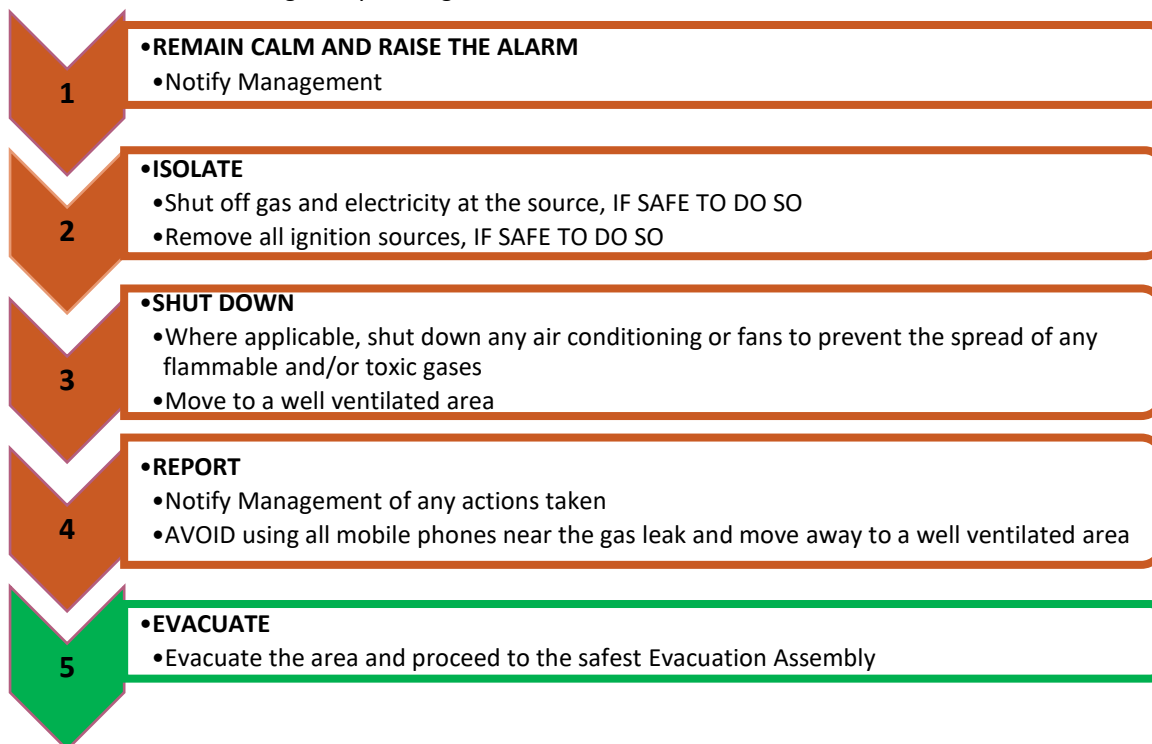 1
•REMAIN CALM AND RAISE THE ALARM
•Notify Management
2
•ISOLATE
•Shut off gas and electricity at the source, IF SAFE TO DO SO
•Remove all ignition sources, IF SAFE TO DO SO
3
•SHUT DOWN
•Where applicable, shut down any air conditioning or fans to prevent the spread of any
flammable and/or toxic gases
•Move to a well ventilated area
4
•REPORT
•Notify Management of any actions taken
•AVOID using all mobile phones near the gas leak and move away to a well ventilated area
5
•EVACUATE
•Evacuate the area and proceed to the safest Evacuation Assembly